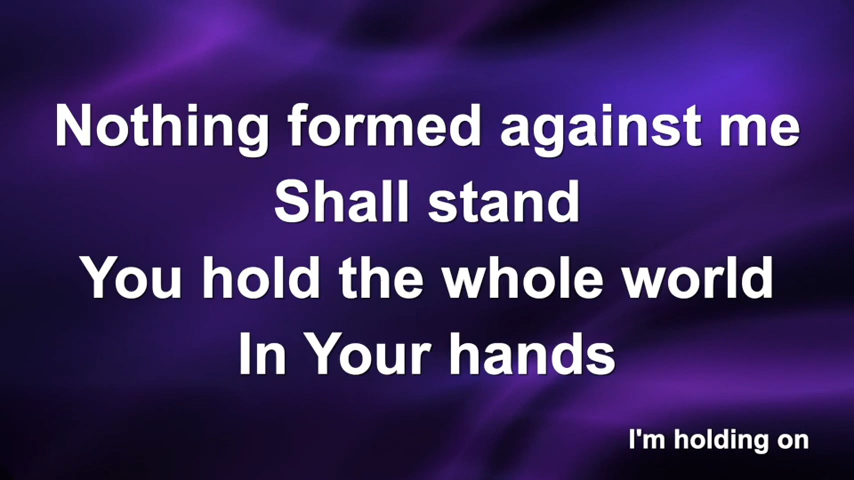 Nothing formed against me
Shall stand
You hold the whole world
In Your hands
I'm holding on